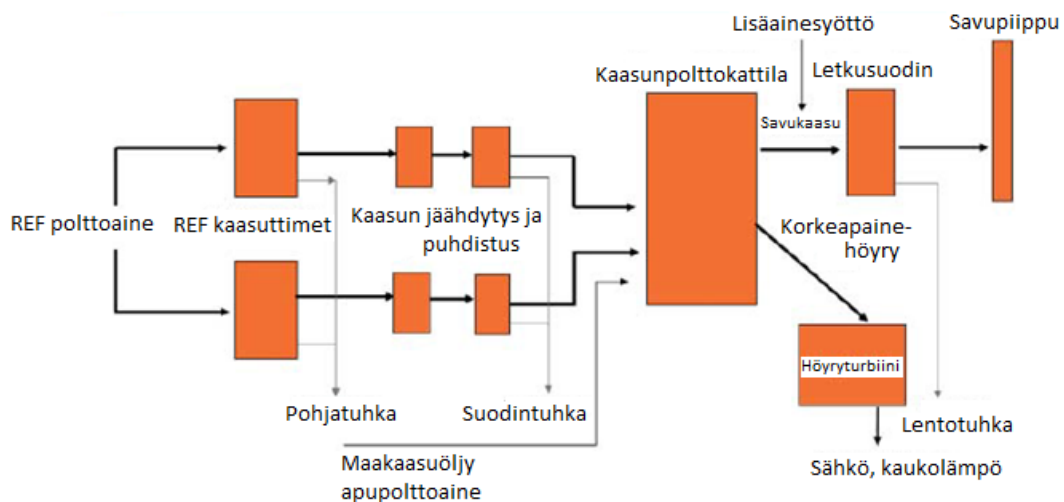 Lisäainesyöttö
Savupiippu
Kaasunpolttokattila
Letkusuodin
Savukaasu
REF polttoaine
REF kaasuttimet
Kaasun jäähdytys ja
puhdistus
Korkeapaine-
höyry
Höyryturbiini
Pohjatuhka
Suodintuhka
Lentotuhka
Maakaasuöljy
apupolttoaine
Sähkö, kaukolämpö